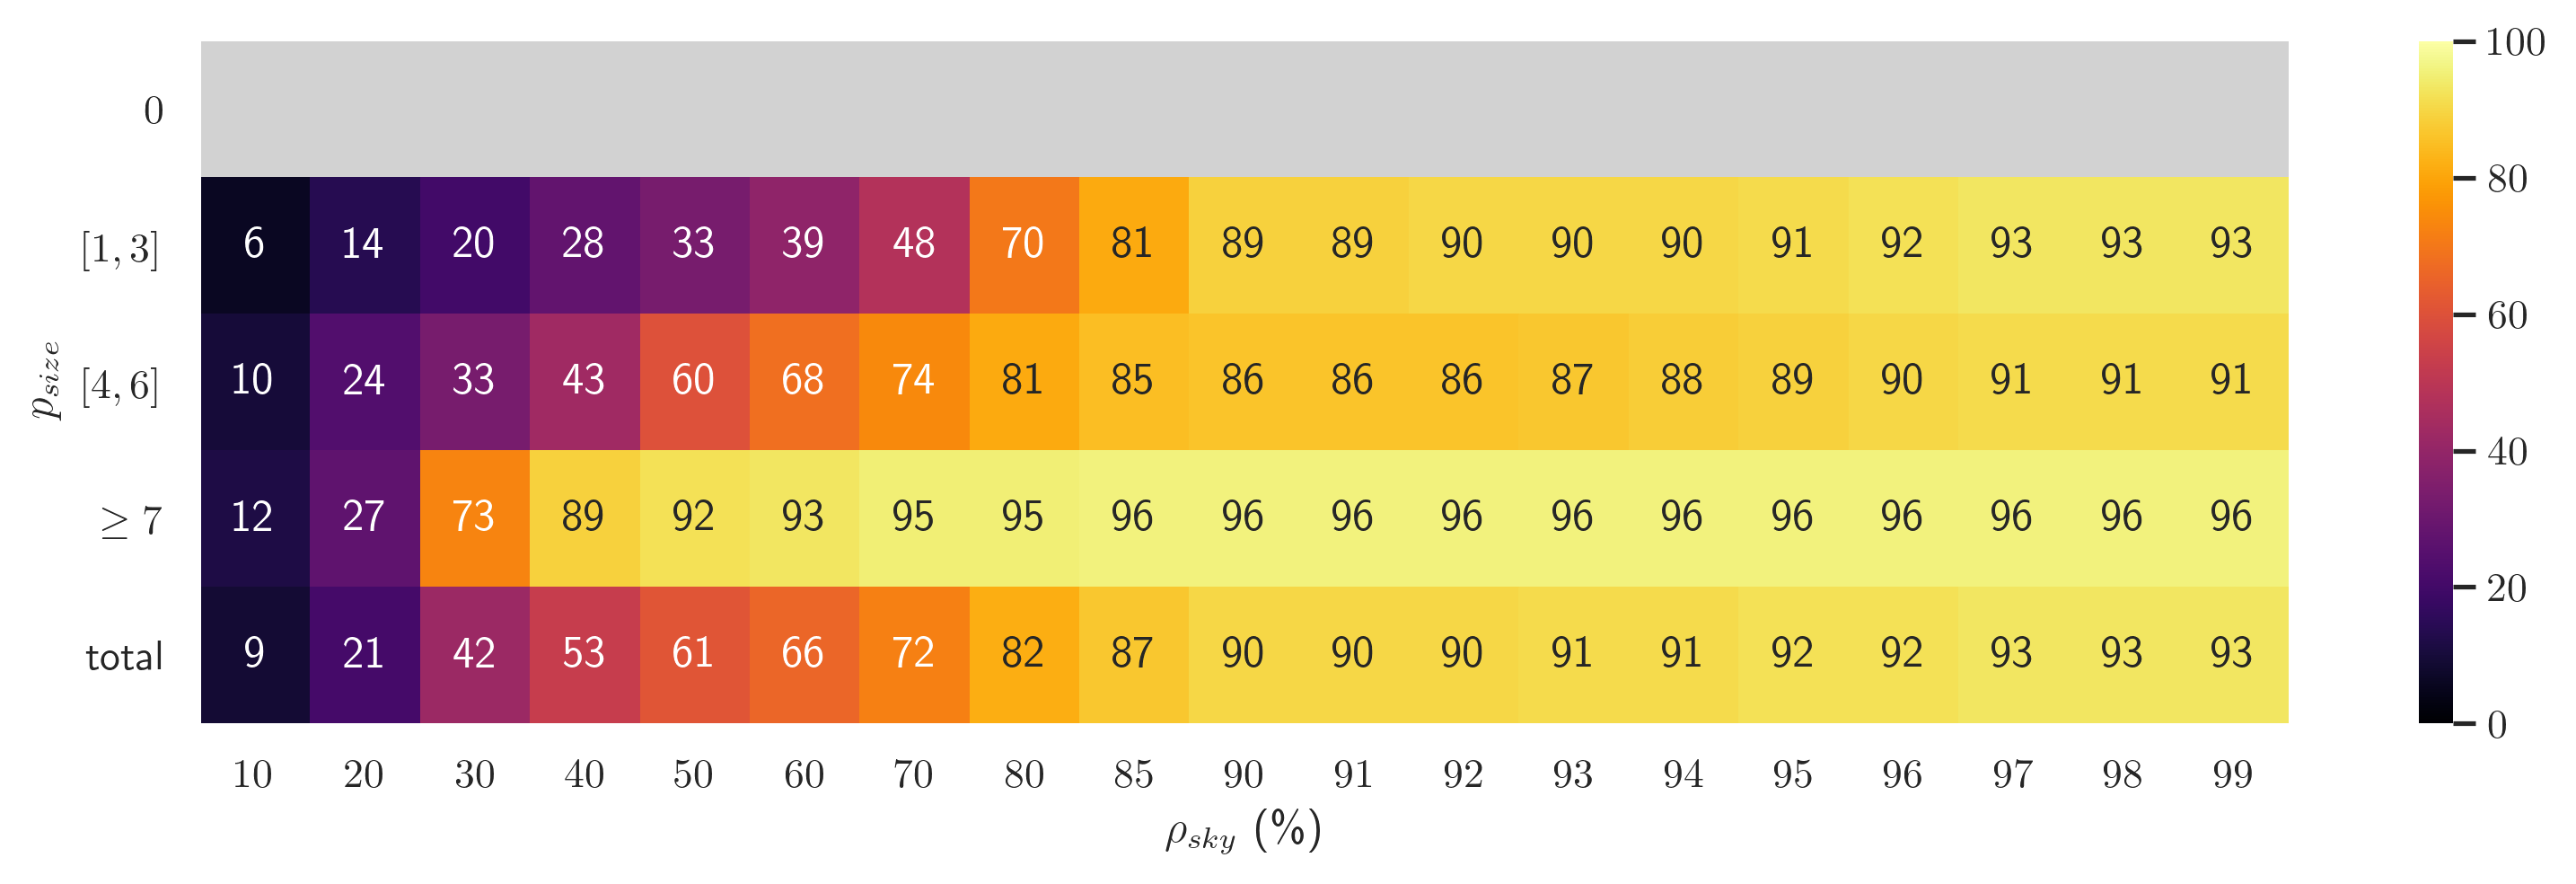 100
0
80
[1, 3] 6 14 20 28 33 39 48 70 81 89 89 90 90 90 91 92 93 93 93
60
p_size
[4, 6] 10 24 33 43 60 68 74 81 85 86 86 86 87 88 89 90 91 91 91
40
≥ 7 12 27 73 89 92 93 95 95 96 96 96 96 96 96 96 96 96 96 96
20
total 9 21 42 53 61 66 72 82 87 90 90 90 91 91 92 92 93 93 93
0
10 20 30 40 50 60 70 80 85 90 91 92 93 94 95 96 97 98 99
ρ_sky (%)